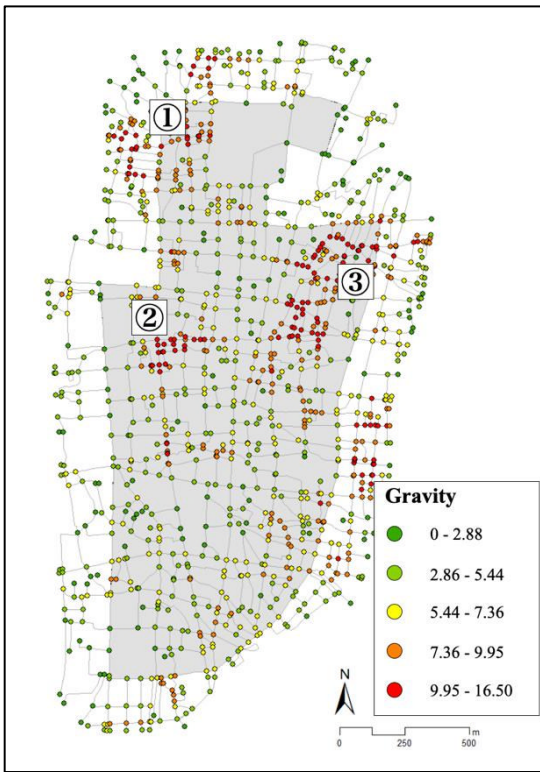 ①
②
③
Gravity
0 - 2.88
2.86 - 5.44
5.44 - 7.36
7.36 - 9.95
9.95 - 16.50
N
0 250 500 m